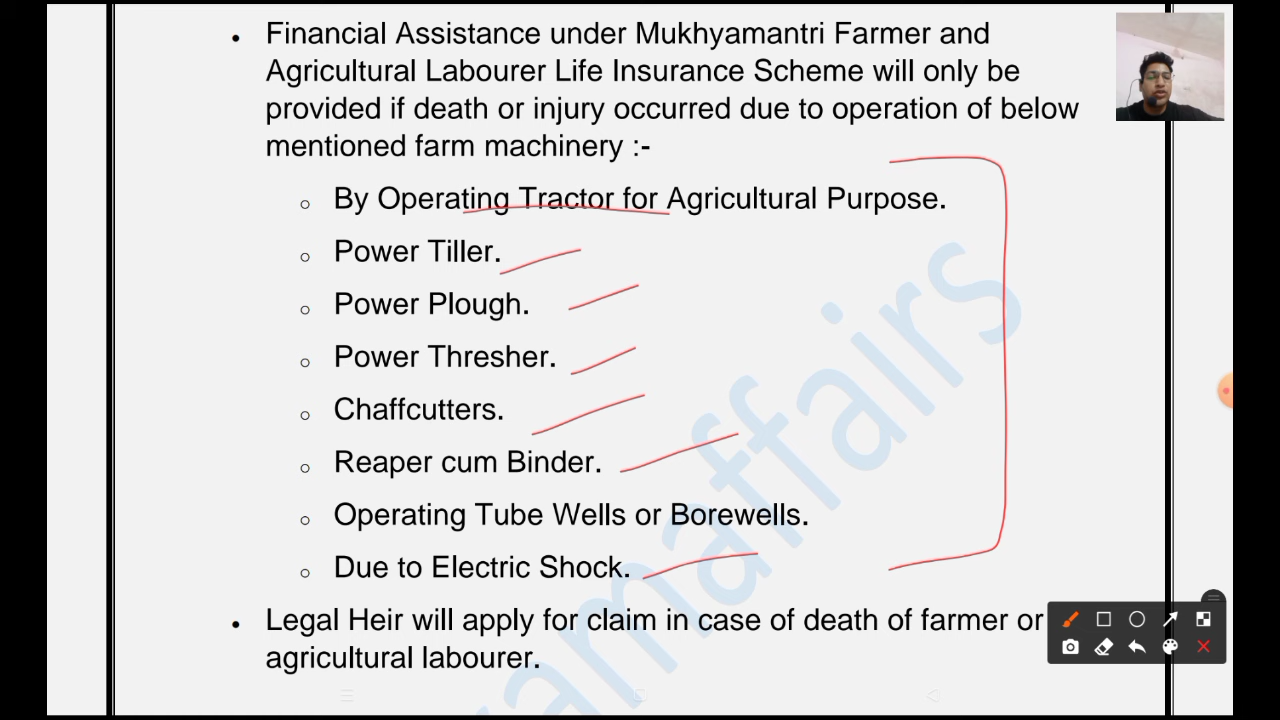 Financial Assistance under Mukhyamantri Farmer and
Agricultural Labourer Life Insurance Scheme will only be
provided if death or injury occurred due to operation of below
mentioned farm machinery :-
By Operating Tractor for Agricultural Purpose.
Power Tiller.
Power Plough.
Power Thresher.
Chaffcutters.
Reaper cum Binder.
Operating Tube Wells or Borewells.
Due to Electric Shock.
Legal Heir will apply for claim in case of death of farmer or
agricultural labourer.